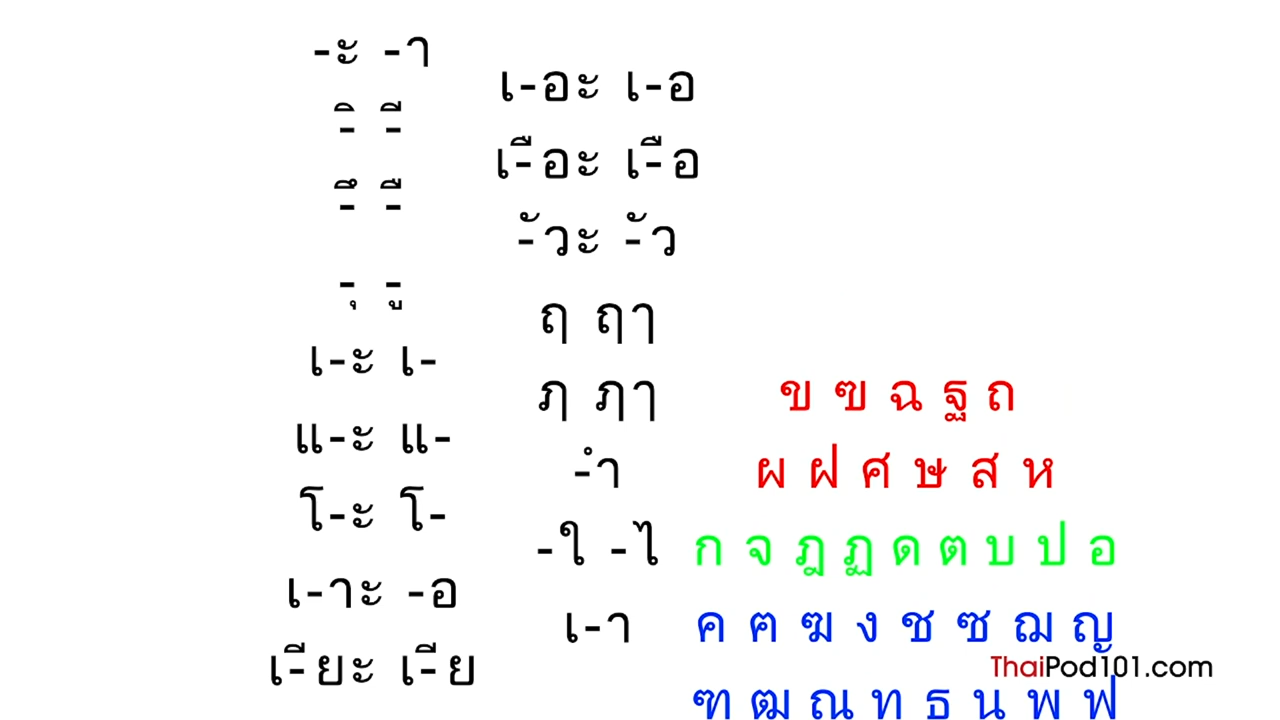 -ะ -า
-ิ -ี
-ึ -ื
-ุ -ู
เ-ะ เ-
แ-ะ แ-
โ-ะ โ-
เ-าะ -อ
เ-ียะ เ-ีย
เ-อะ เ-อ
เ-ือะ เ-ือ
-ัวะ -ัว
ฤ ฤๅ
ฦ ฦๅ
-ำ
-ใ -ไ
เ-า
ข ฃ ฉ ฐ ถ
ผ ฝ ศ ษ ส ห
ก จ ฎ ฏ ด ต บ ป อ
ค ฅ ฆ ง ช ซ ฌ ญ
ThaiPod101.com
ฑ ฒ ณ ท ธ น พ ฟ